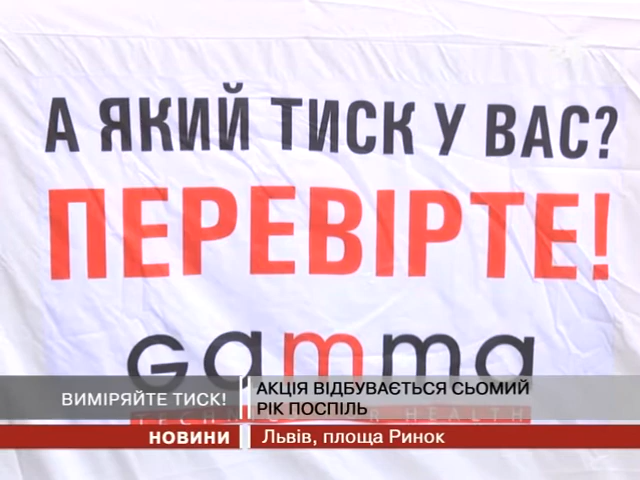 А ЯКИЙ ТИСК У ВАС?
ПЕРЕВІРТЕ!
Gamma
ВИМІРЯЙТЕ ТИСК!
АКЦІЯ ВІДБУВАЄТЬСЯ СЬОМИЙ
РІК ПОСПІЛЬ
НОВИНИ
Львів, площа Ринок